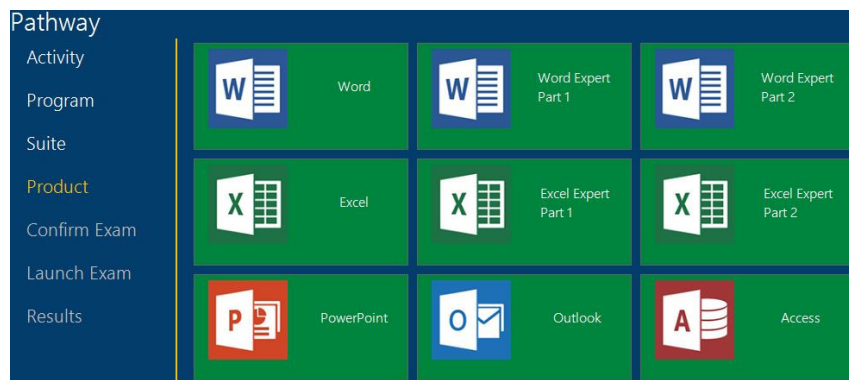 Pathway
Activity
Program
Suite
Product
Confirm Exam
Launch Exam
Results
W
Word
W
Word Expert
Part 1
W
Word Expert
Part 2
X
Excel
X
Excel Expert
Part 1
X
Excel Expert
Part 2
P
PowerPoint
O
Outlook
A
Access